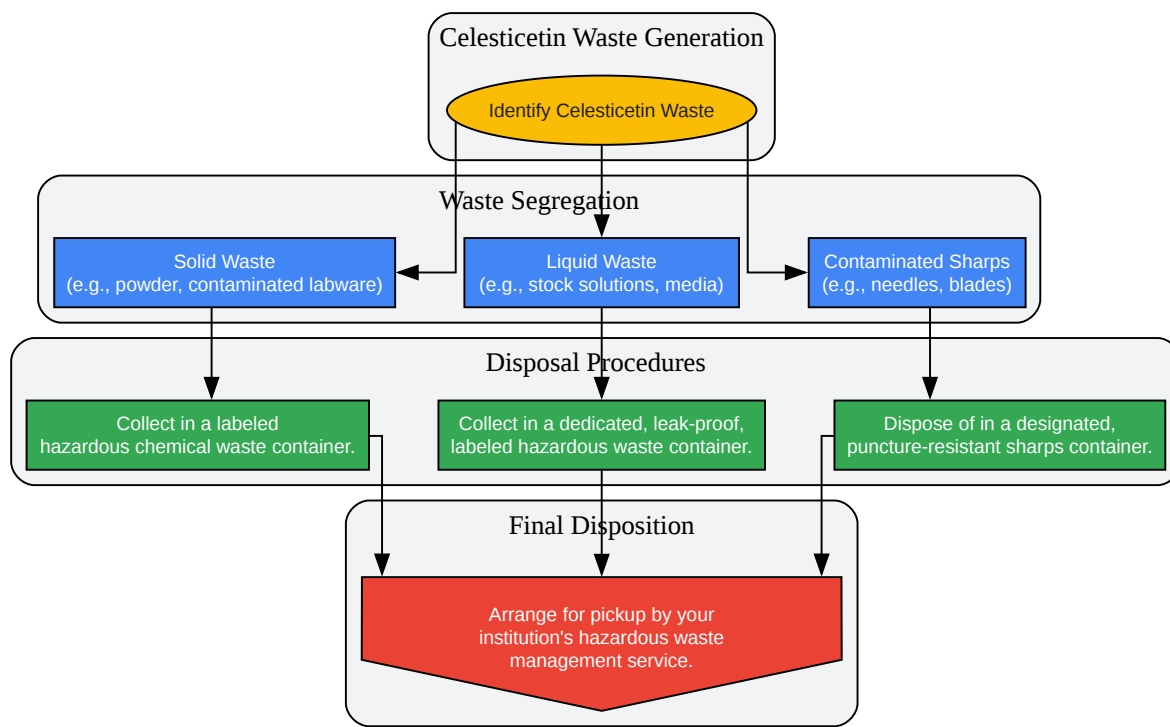 Celesticetin Waste Generation
Identify Celesticetin Waste
Waste Segregation
Solid Waste
(e.g., powder, contaminated labware)
Liquid Waste
(e.g., stock solutions, media)
Contaminated Sharps
(e.g., needles, blades)
Disposal Procedures
Collect in a labeled
hazardous chemical waste container.
Collect in a dedicated, leak-proof,
labeled hazardous waste container.
Dispose of in a designated,
puncture-resistant sharps container.
Final Disposition
Arrange for pickup by your
institution's hazardous waste
management service.